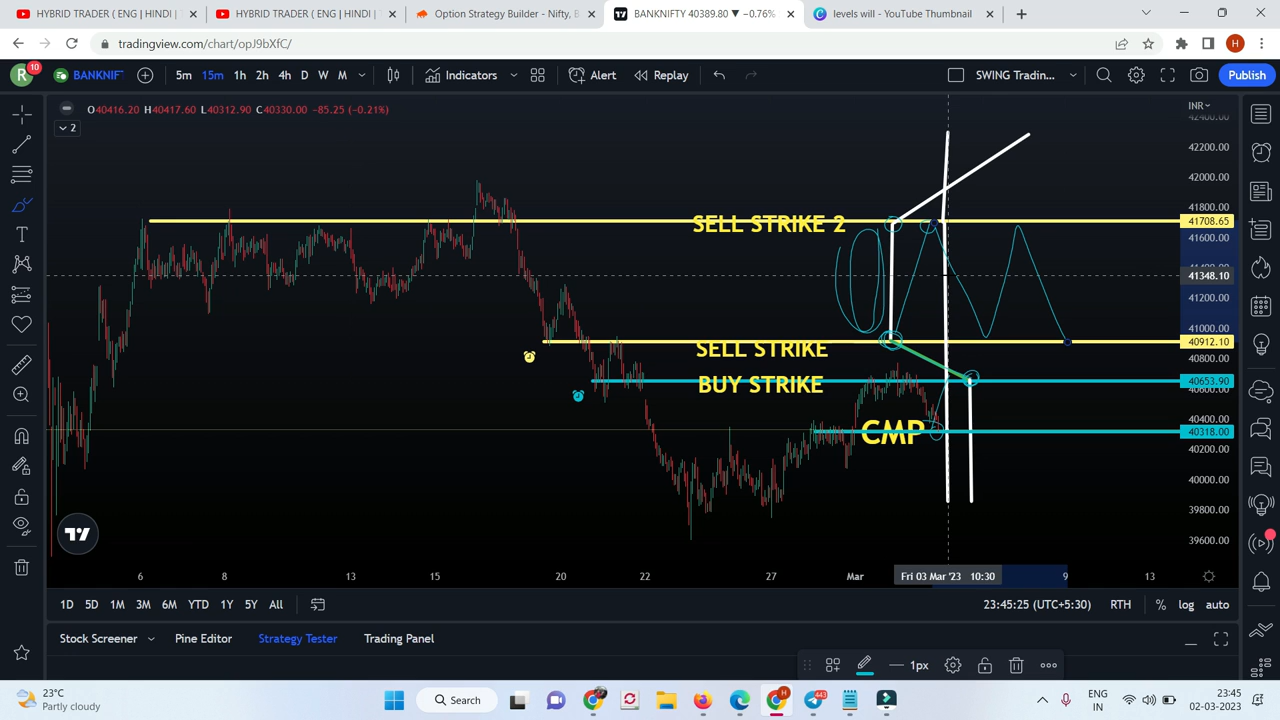 HYBRID TRADER ( ENG | HINDI |
HYBRID TRADER ( ENG | HINDI |
Option Strategy Builder - Nifty, B
BANKNIFTY 40389.80 ▼ −0.76%
levels will - YouTube Thumbnail
tradingview.com/chart/opJ9bXfC/
H
R 10
BANKNIF
5m 15m 1h 2h 4h D W M
Indicators
Alert
Replay
SWING Tradin...
Publish
O40416.20 H40417.60 L40312.90 C40330.00 −85.25 (−0.21%)
2
INR
42400.00
42200.00
42000.00
41800.00
SELL STRIKE 2
41708.65
41600.00
41348.10
41200.00
41000.00
SELL STRIKE
40912.10
40800.00
BUY STRIKE
40653.90
40600.00
40400.00
CMP
40318.00
40200.00
40000.00
39800.00
39600.00
6 8 13 15 20 22 27 Mar Fri 03 Mar '23 10:30 9 13
1D 5D 1M 3M 6M YTD 1Y 5Y All
23:45:25 (UTC+5:30) RTH % log auto
Stock Screener Pine Editor Strategy Tester Trading Panel
1px
23°C
Partly cloudy
Search
443
ENG
IN
23:45
02-03-2023